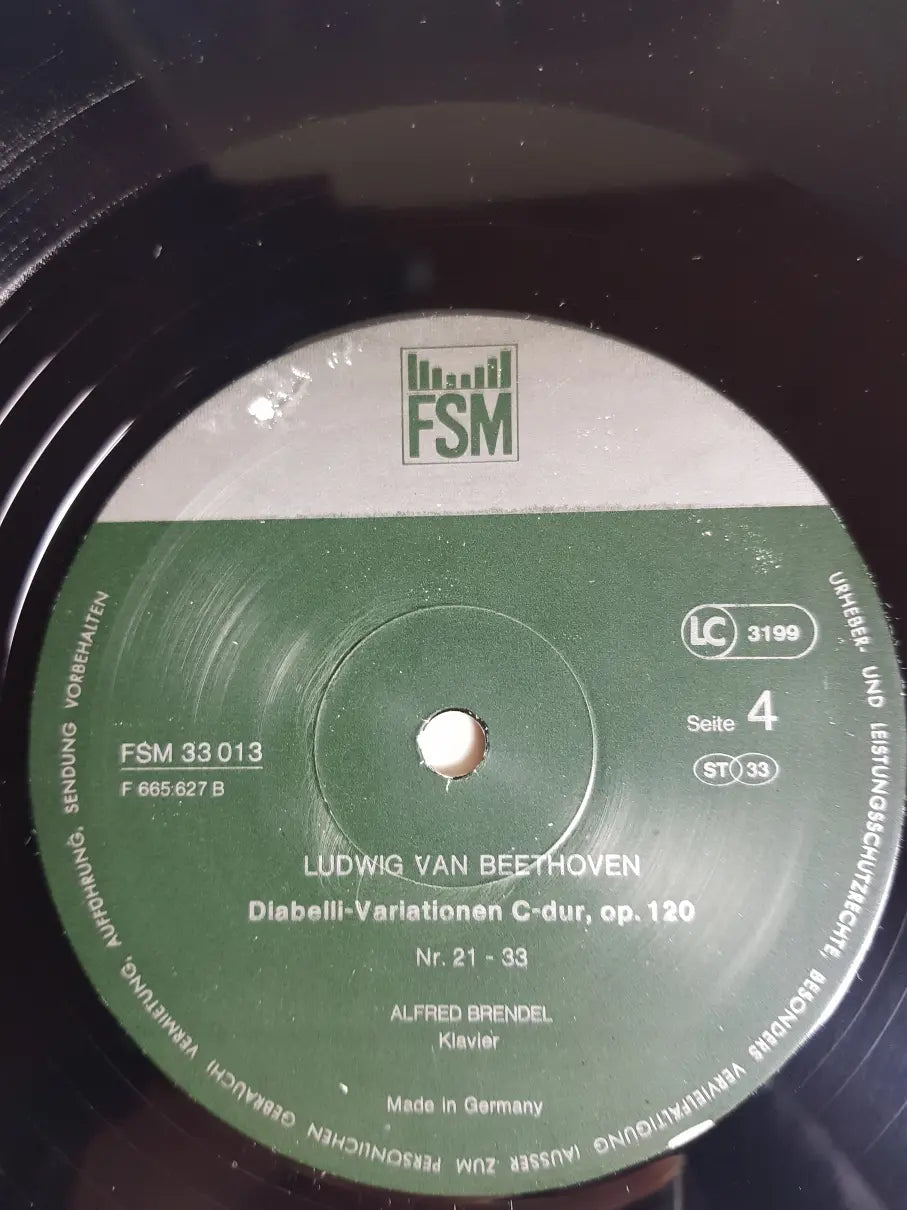 FSM
LC 3199
Seite 4
ST 33
FSM 33 013
F 665.627 B
LUDWIG VAN BEETHOVEN
Diabelli-Variationen C-dur, op. 120
Nr. 21 - 33
ALFRED BRENDEL
Klavier
Made in Germany
URHEBER- UND LEISTUNGSSCHUTZRECHTE, BESONDERS VERVIELFÄLTIGUNG (AUSSER ZUM PERSÖNLICHEN GEBRAUCH) VERMIETUNG, AUFFÜHRUNG, SENDUNG VORBEHALTEN